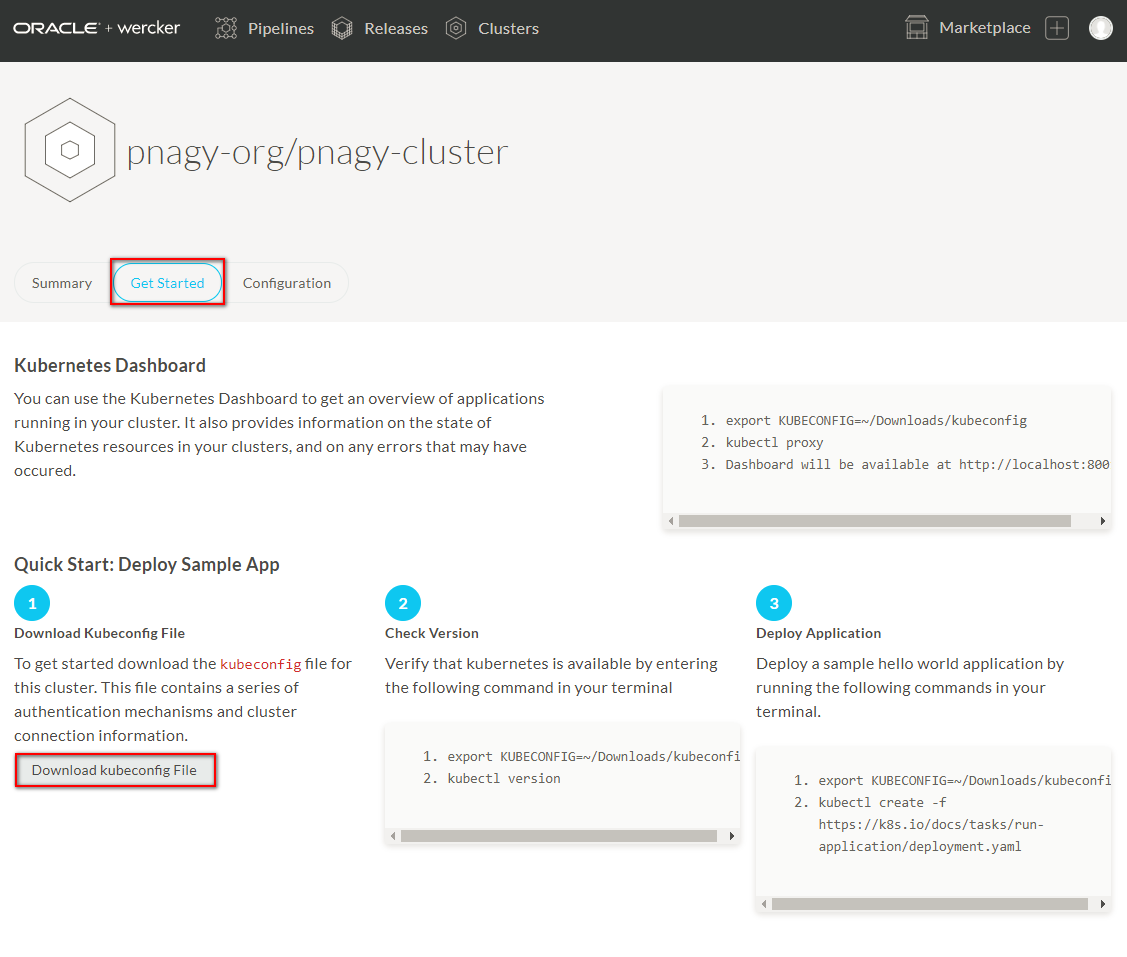 ORACLE + wercker Pipelines Releases Clusters Marketplace
pnagy-org/pnagy-cluster
Summary Get Started Configuration
Kubernetes Dashboard
You can use the Kubernetes Dashboard to get an overview of applications
running in your cluster. It also provides information on the state of
Kubernetes resources in your clusters, and on any errors that may have
occured.
1. export KUBECONFIG=~/Downloads/kubeconfig
2. kubectl proxy
3. Dashboard will be available at http://localhost:800
Quick Start: Deploy Sample App
1
Download Kubeconfig File
To get started download the kubeconfig file for
this cluster. This file contains a series of
authentication mechanisms and cluster
connection information.
Download kubeconfig File
2
Check Version
Verify that kubernetes is available by entering
the following command in your terminal
1. export KUBECONFIG=~/Downloads/kubeconfi
2. kubectl version
3
Deploy Application
Deploy a sample hello world application by
running the following commands in your
terminal.
1. export KUBECONFIG=~/Downloads/kubeconfi
2. kubectl create -f
https://k8s.io/docs/tasks/run-
application/deployment.yaml